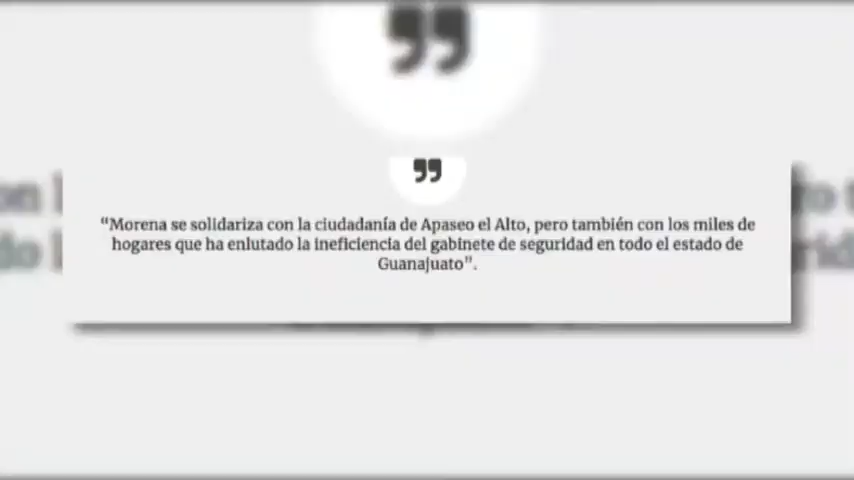 “Morena se solidariza con la ciudadanía de Apaseo el Alto, pero también con los miles de
hogares que ha enlutado la ineficiencia del gabinete de seguridad en todo el estado de
Guanajuato".